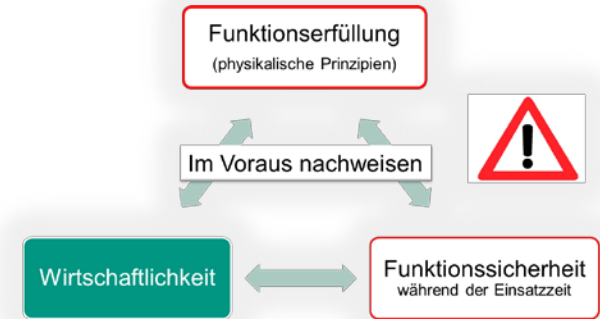 Funktionserfüllung
(physikalische Prinzipien)
Im Voraus nachweisen
Wirtschaftlichkeit
Funktionssicherheit
während der Einsatzzeit